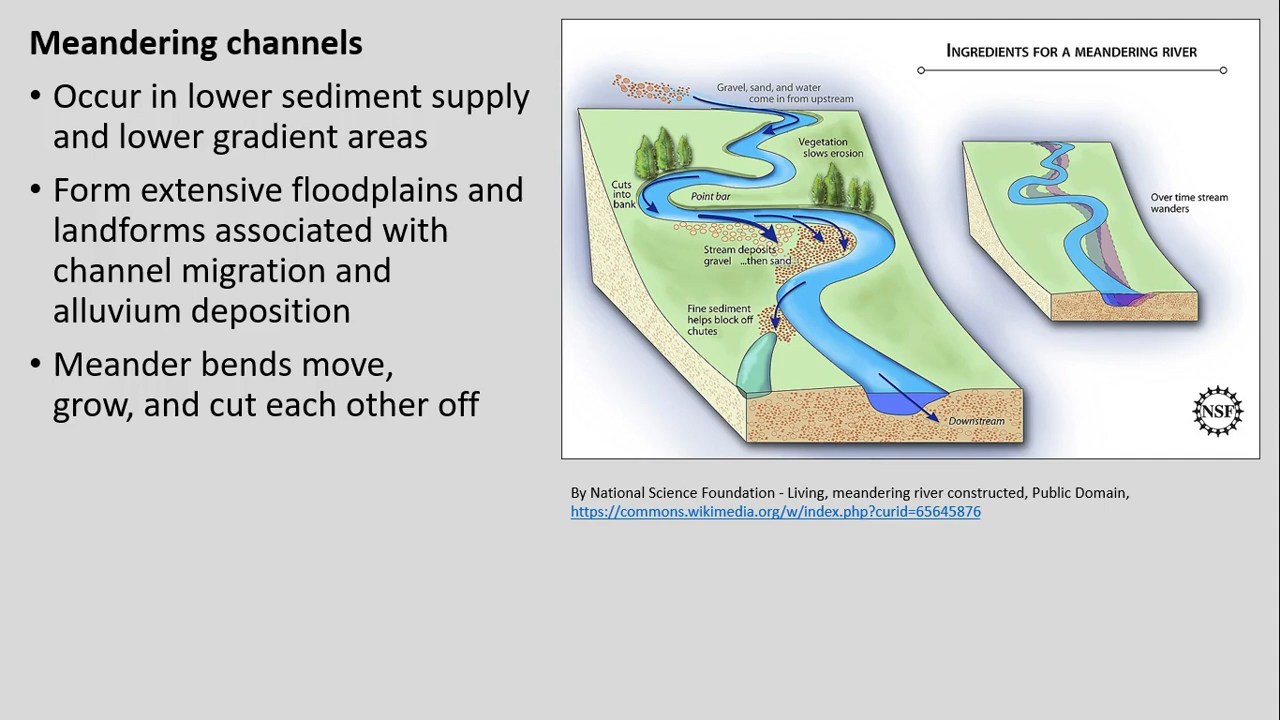 Meandering channels
• Occur in lower sediment supply
and lower gradient areas
• Form extensive floodplains and
landforms associated with
channel migration and
alluvium deposition
• Meander bends move,
grow, and cut each other off
INGREDIENTS FOR A MEANDERING RIVER
Gravel, sand, and water
come in from upstream
Vegetation
slows erosion
Cuts
into
bank
Point bar
Stream deposits
gravel ...then sand
Fine sediment
helps block off
chutes
Downstream
Over time stream
wanders
NSF
By National Science Foundation - Living, meandering river constructed, Public Domain,
https://commons.wikimedia.org/w/index.php?curid=65645876